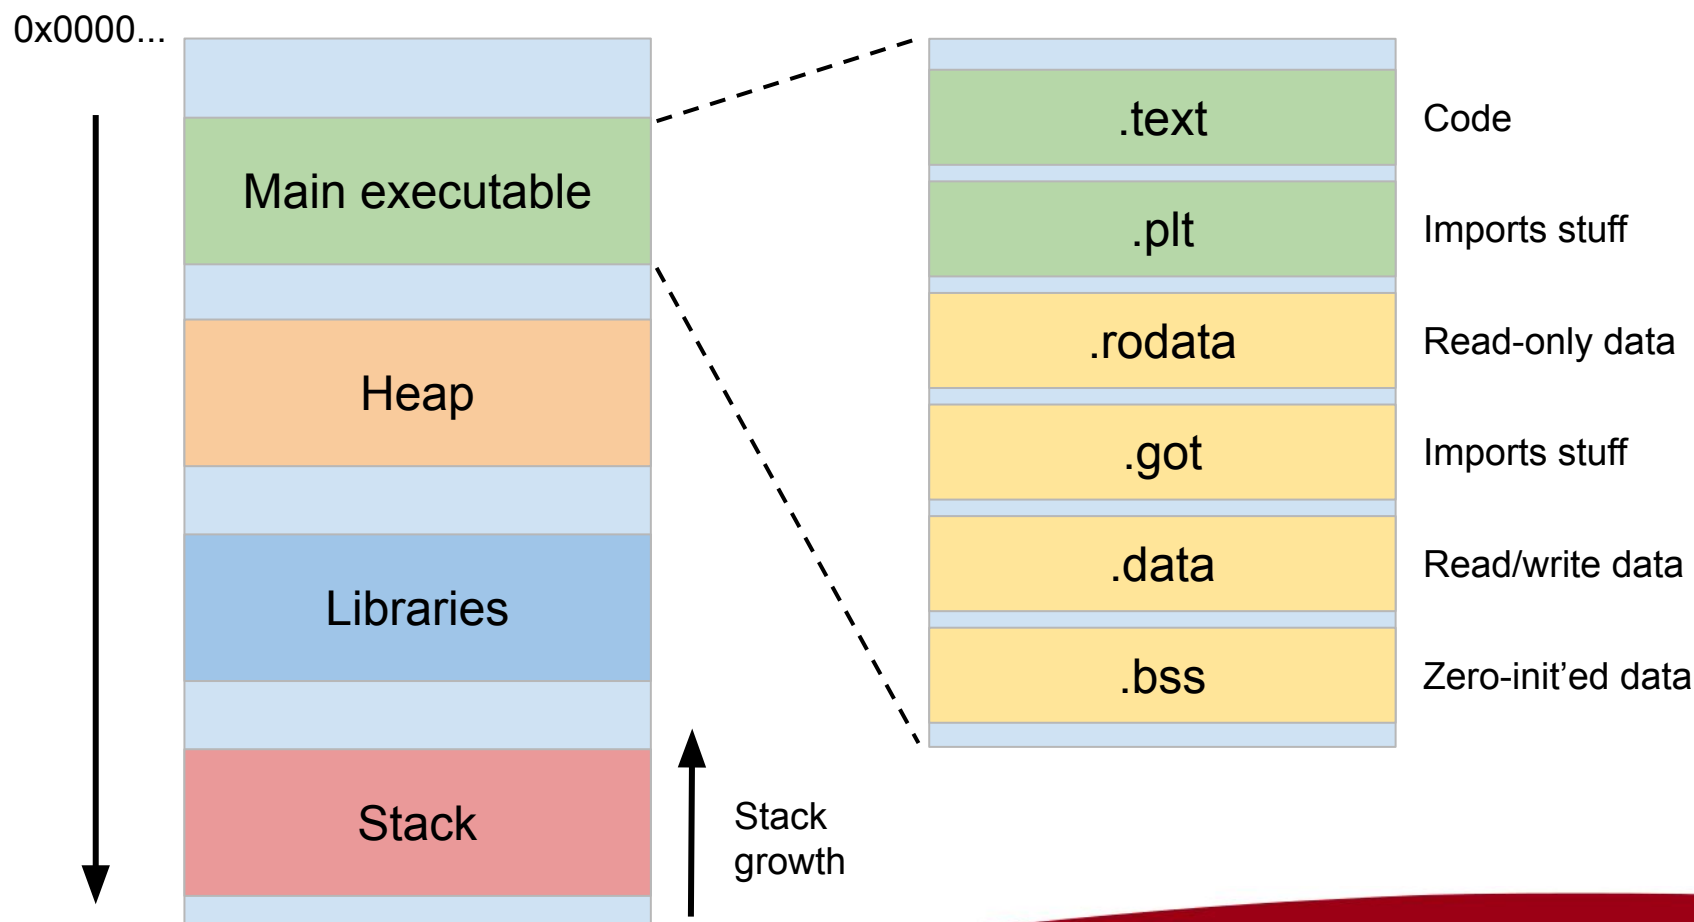 0x0000...
Main executable
Heap
Libraries
Stack
Stack
growth
.text
Code
.plt
Imports stuff
.rodata
Read-only data
.got
Imports stuff
.data
Read/write data
.bss
Zero-init’ed data